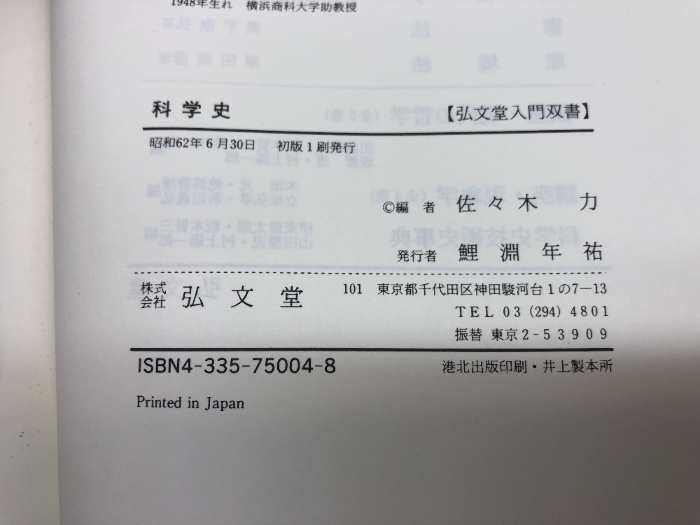 1948年生れ 横浜商科大学助教授
科学史 【弘文堂入門双書】
昭和62年6月30日 初版1刷発行
©編者 佐々木 力
発行者 鯉淵年祐
株式会社 弘文堂 101 東京都千代田区神田駿河台1の7―13
TEL 03 (294) 4801
振替 東京2-53909
ISBN4-335-75004-8 港北出版印刷・井上製本所
Printed in Japan